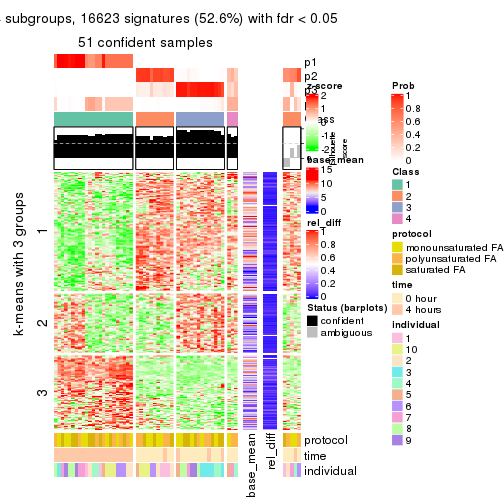 subgroups, 16623 signatures (52.6%) with fdr < 0.05
51 confident samples
p1
p2
z-score
2
1
base_mean
15
10
5
0
rel_diff
1
0.8
0.6
0.4
0.2
0
Status (barplots)
confident
ambiguous
Prob
1
0.8
0.6
0.4
0.2
0
Class
1
2
3
4
protocol
monounsaturated FA
polyunsaturated FA
saturated FA
time
0 hour
4 hours
individual
1
10
2
3
4
5
6
7
8
9
k-means with 3 groups
1
2
3
protocol
time
individual
base_mean
rel_diff